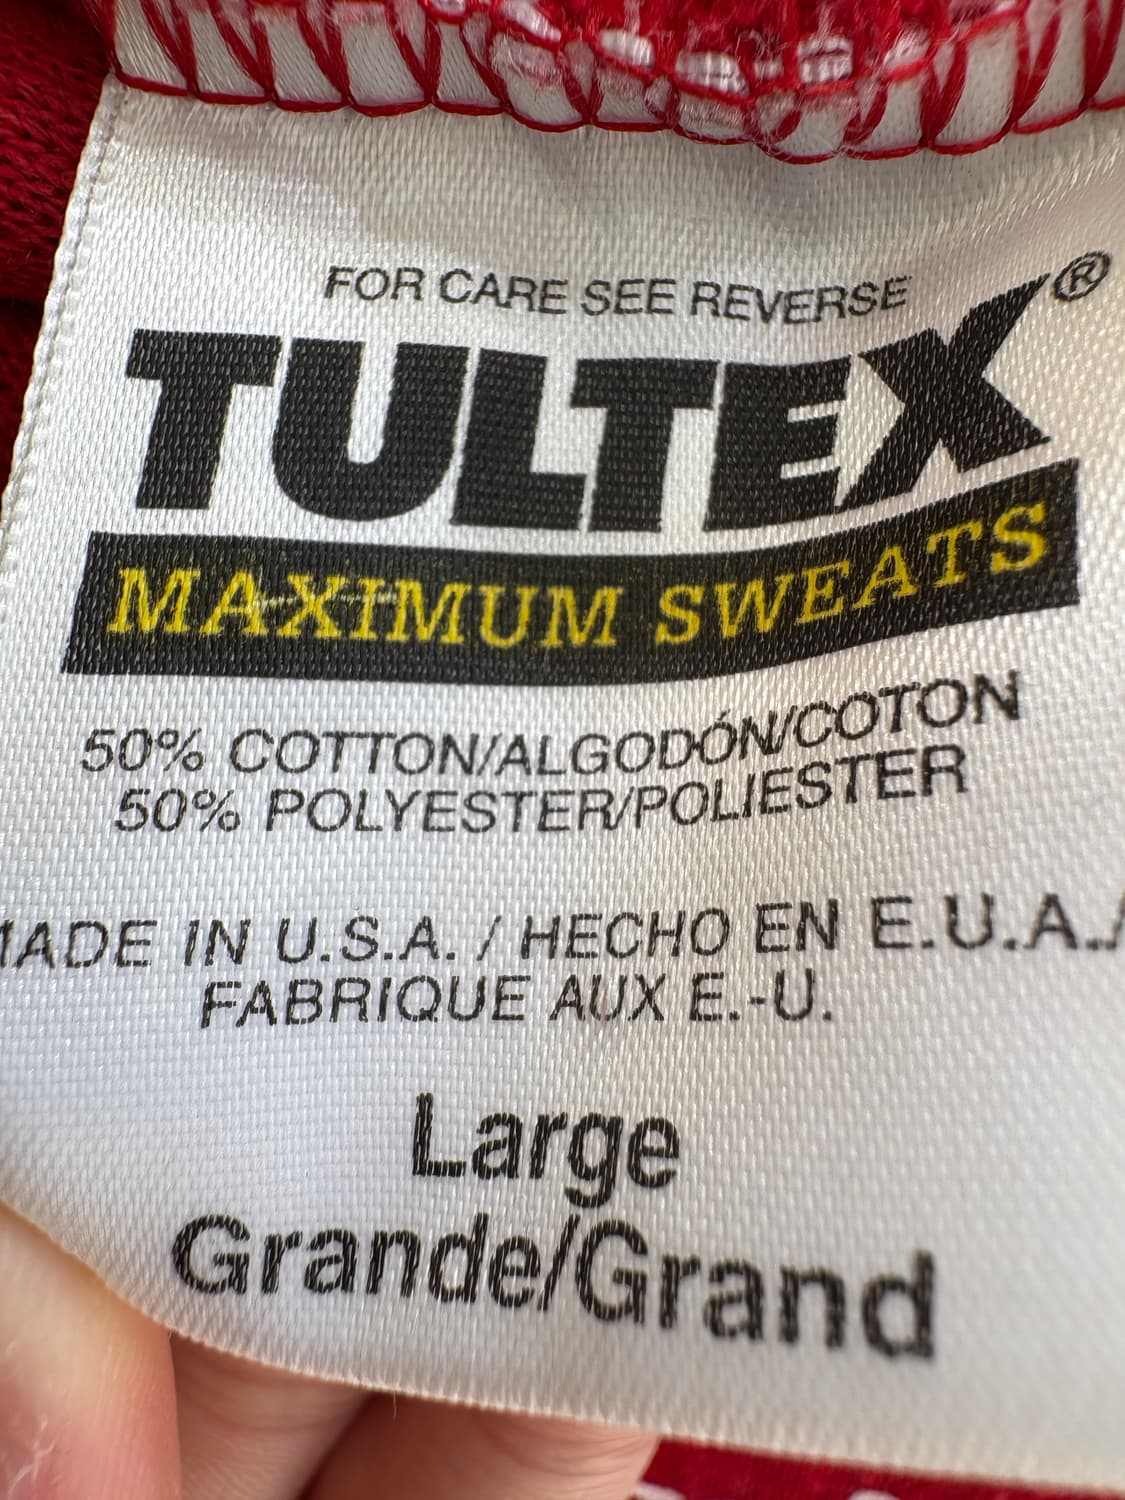 FOR CARE SEE REVERSE
TULTEX®
MAXIMUM SWEATS
50% COTTON/ALGODÓN/COTON
50% POLYESTER/POLIESTER
MADE IN U.S.A. / HECHO EN E.U.A./
FABRIQUE AUX E.-U.
Large
Grande/Grand